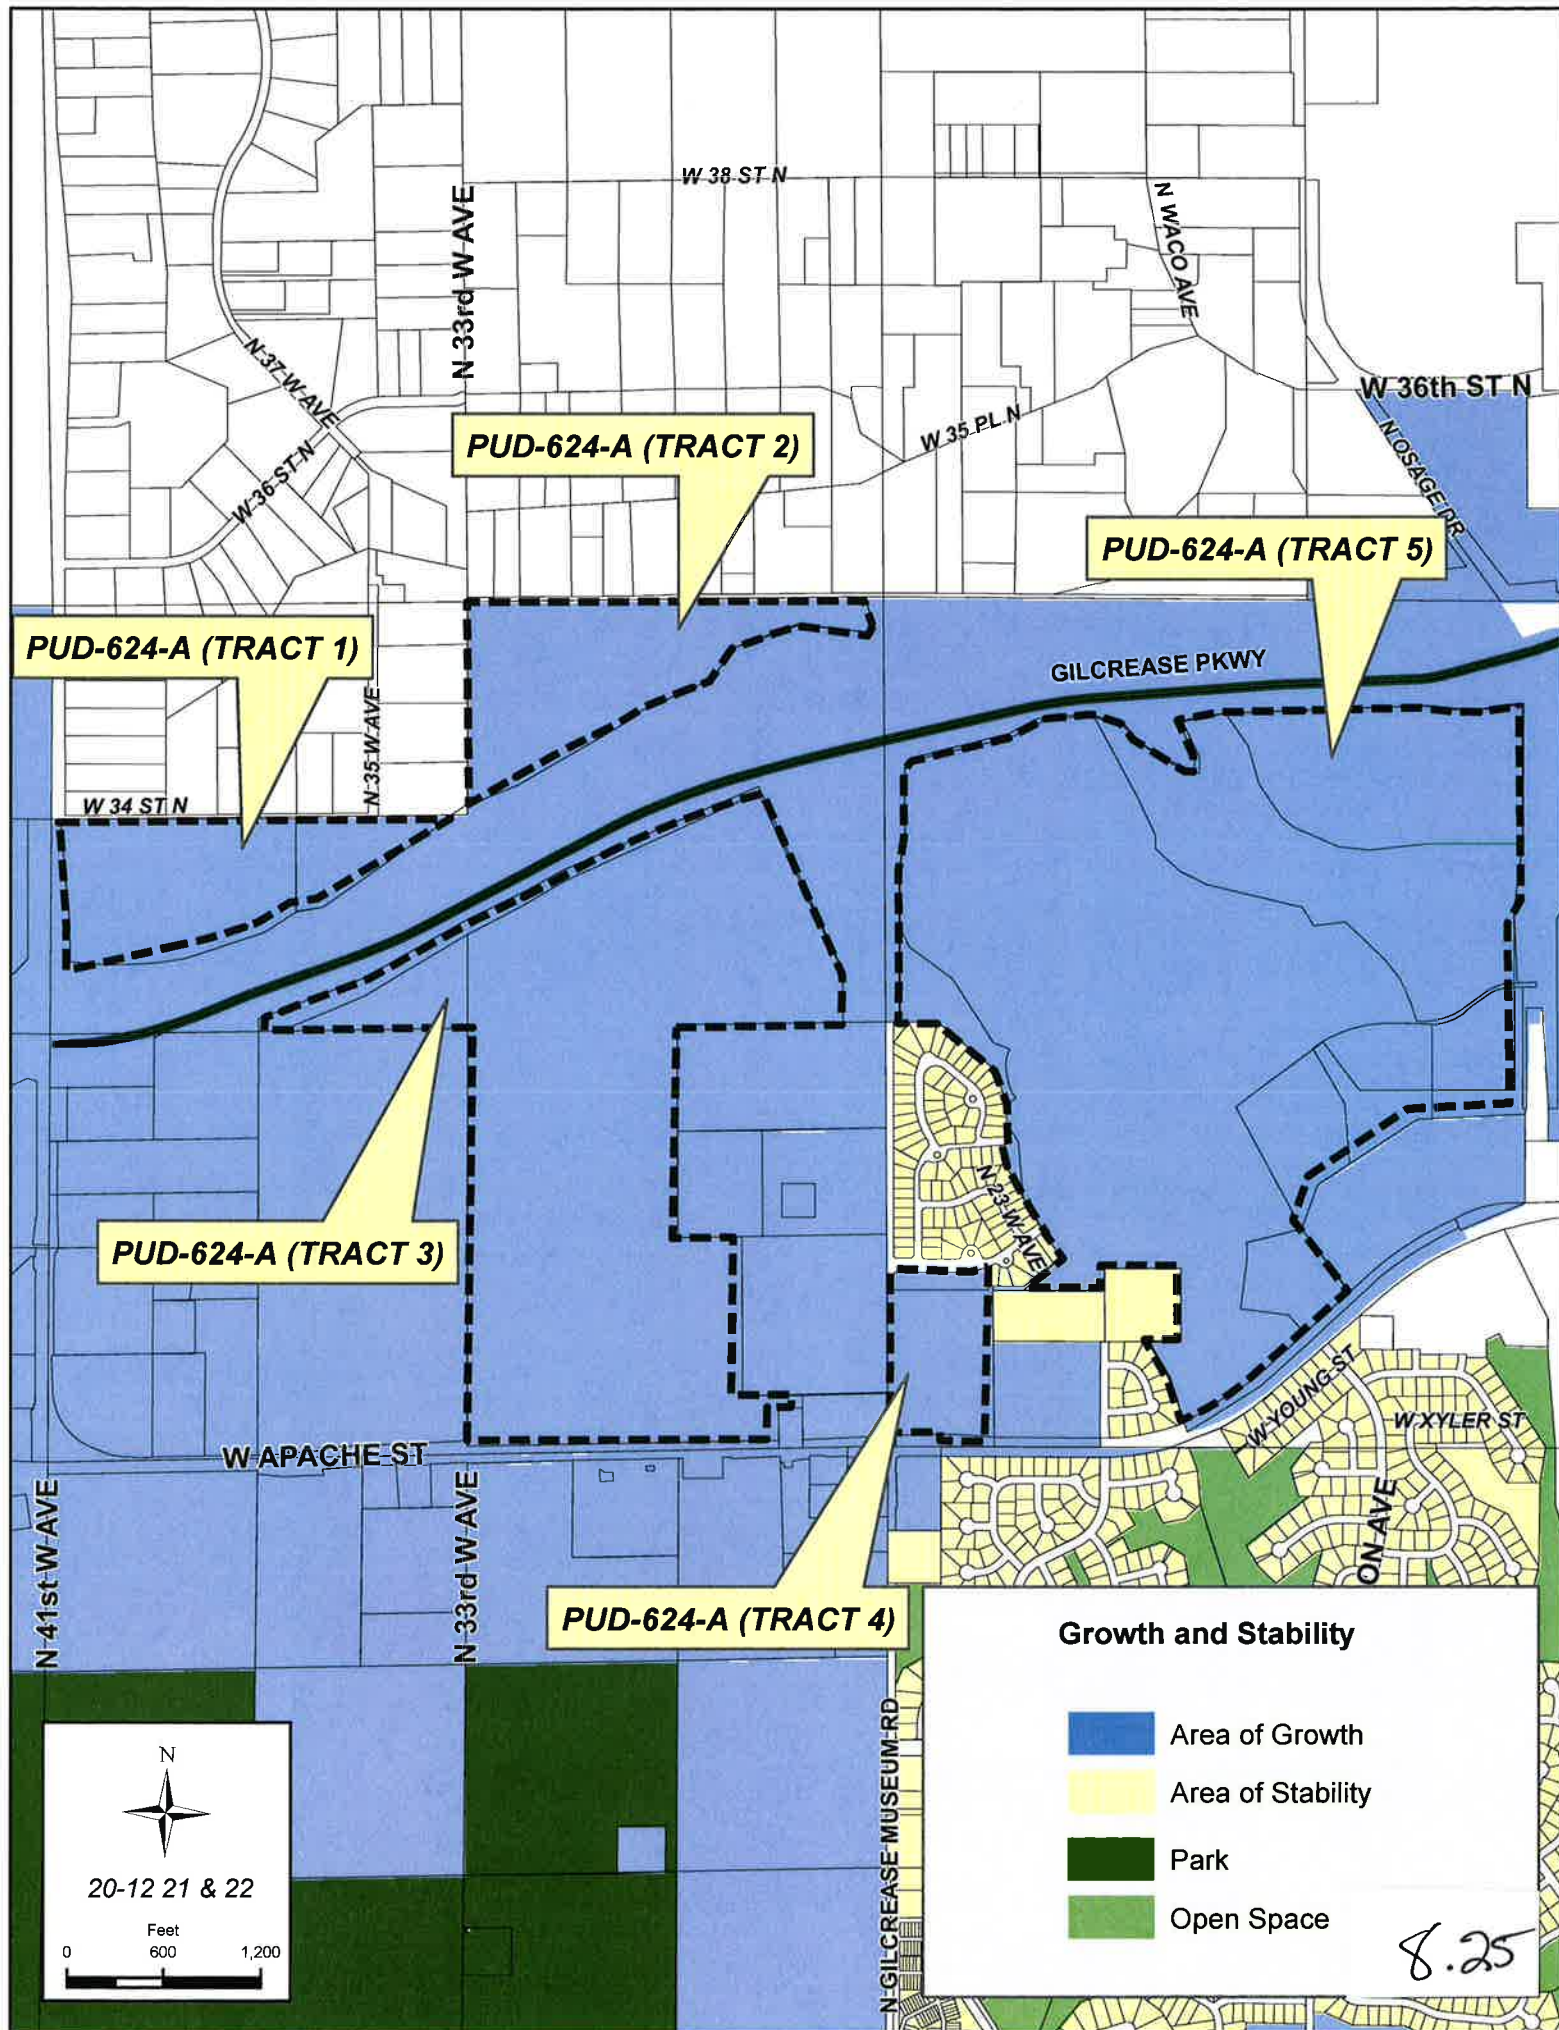 W 38 ST N
N 33rd W AVE
N WACO AVE
N 37 W AVE
W 36th ST N
W 35 PL N
PUD-624-A (TRACT 2)
N OSAGE DR
W 36 ST N
PUD-624-A (TRACT 5)
PUD-624-A (TRACT 1)
GILCREASE PKWY
N 35 W AVE
W 34 ST N
N 23 W AVE
PUD-624-A (TRACT 3)
W YOUNG ST
W XYLER ST
W APACHE ST
N 41st W AVE
N 33rd W AVE
ON AVE
PUD-624-A (TRACT 4)
N GILCREASE MUSEUM RD
Growth and Stability
Area of Growth
Area of Stability
Park
Open Space
N
20-12 21 & 22
Feet
0 600 1,200
8.25